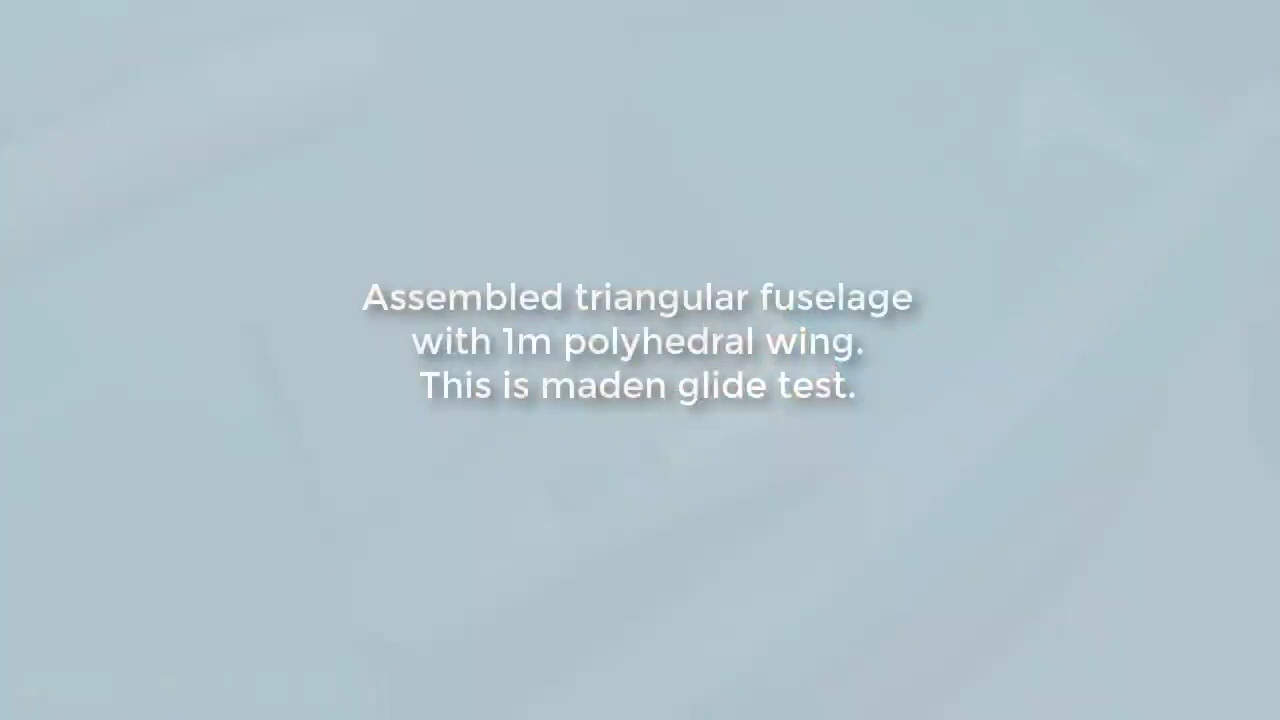 Assembled triangular fuselage
with 1m polyhedral wing.
This is maden glide test.